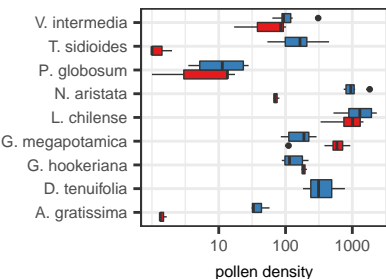 V. intermedia
T. sidioides
P. globosum
N. aristata
L. chilense
G. megapotamica
G. hookeriana
D. tenuifolia
A. gratissima
10 100 1000
pollen density